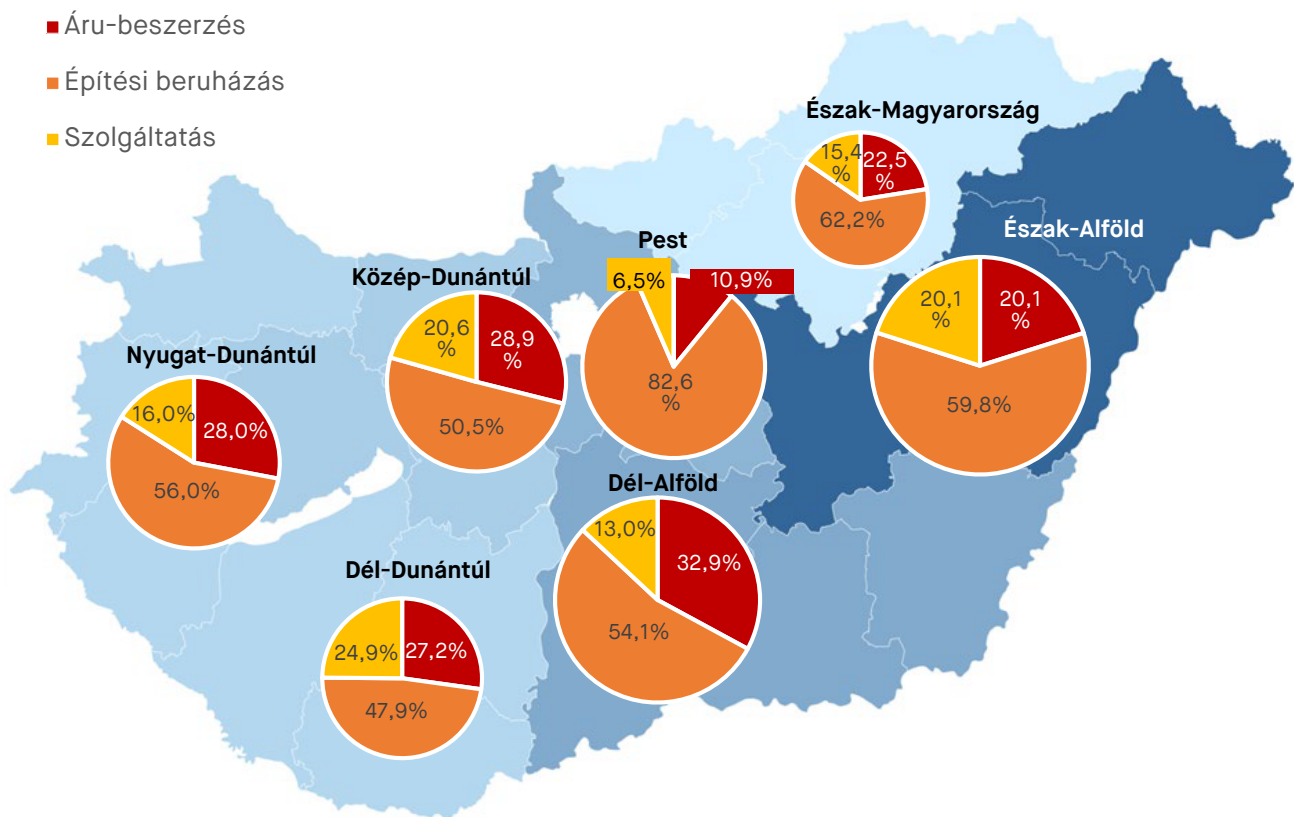 Áru-beszerzés
Építési beruházás
Szolgáltatás
Észak-Magyarország
15,4
%
22,5
%
62,2%
Észak-Alföld
20,1
%
20,1
%
59,8%
Pest
6,5%
10,9%
82,6
%
Közép-Dunántúl
20,6
%
28,9
%
50,5%
Nyugat-Dunántúl
16,0%
28,0%
56,0%
Dél-Alföld
13,0%
32,9%
54,1%
Dél-Dunántúl
24,9%
27,2%
47,9%